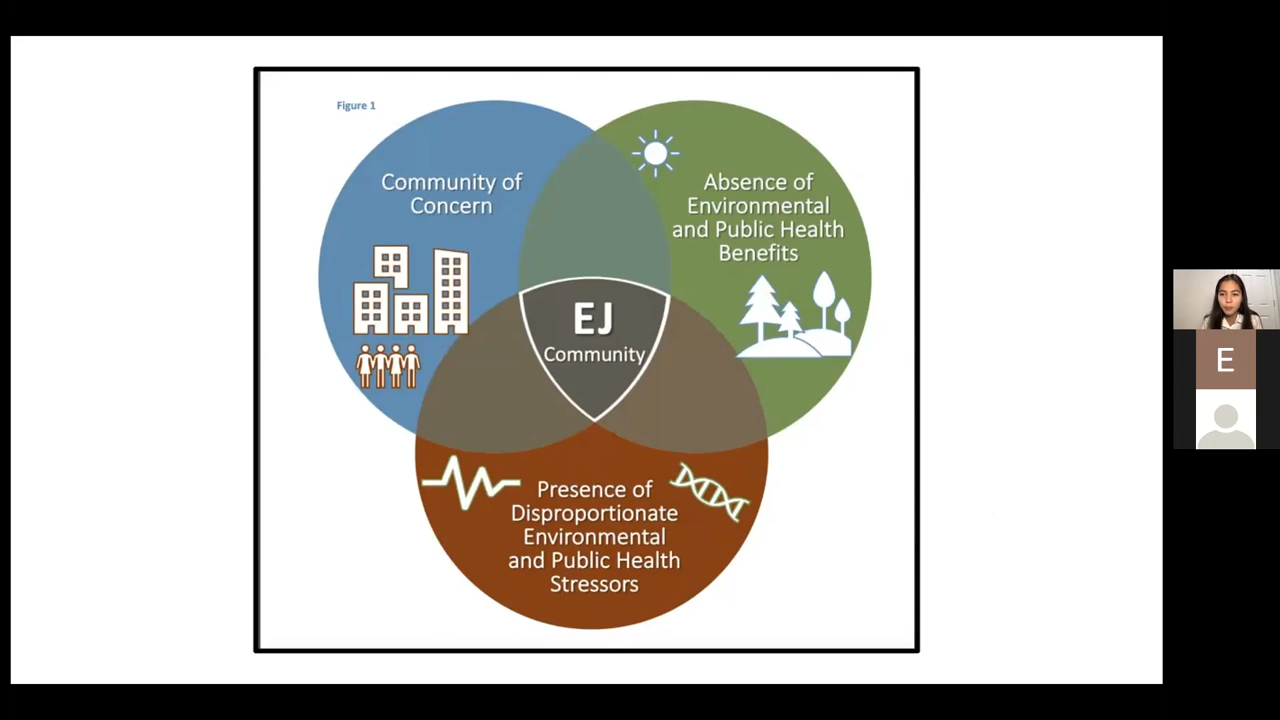 Figure 1
Community of
Concern
Absence of
Environmental
and Public Health
Benefits
EJ
Community
Presence of
Disproportionate
Environmental
and Public Health
Stressors
E